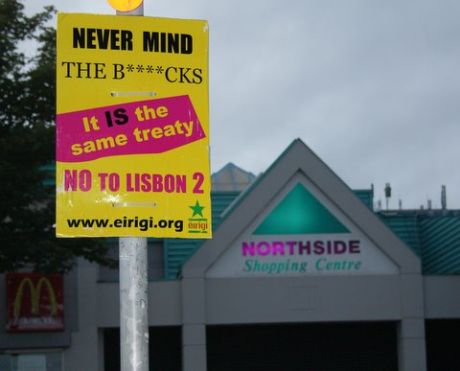 NEVER MIND
THE B****CKS
It IS the
same treaty
NO TO LISBON 2
www.eirigi.org
eirigi
NORTHSIDE
Shopping Centre